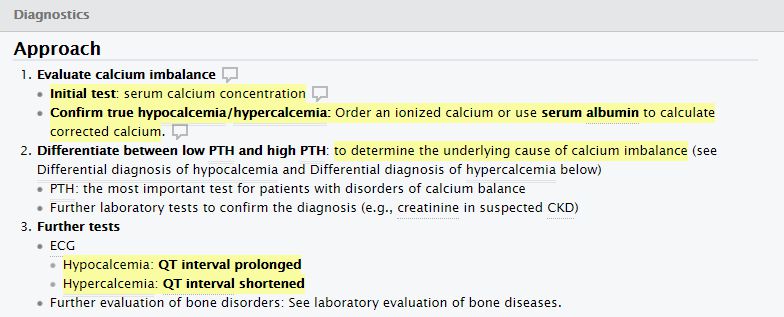 Diagnostics
Approach
1. Evaluate calcium imbalance
• Initial test: serum calcium concentration
• Confirm true hypocalcemia/hypercalcemia: Order an ionized calcium or use serum albumin to calculate
corrected calcium.
2. Differentiate between low PTH and high PTH: to determine the underlying cause of calcium imbalance (see
Differential diagnosis of hypocalcemia and Differential diagnosis of hypercalcemia below)
• PTH: the most important test for patients with disorders of calcium balance
• Further laboratory tests to confirm the diagnosis (e.g., creatinine in suspected CKD)
3. Further tests
• ECG
• Hypocalcemia: QT interval prolonged
• Hypercalcemia: QT interval shortened
• Further evaluation of bone disorders: See laboratory evaluation of bone diseases.